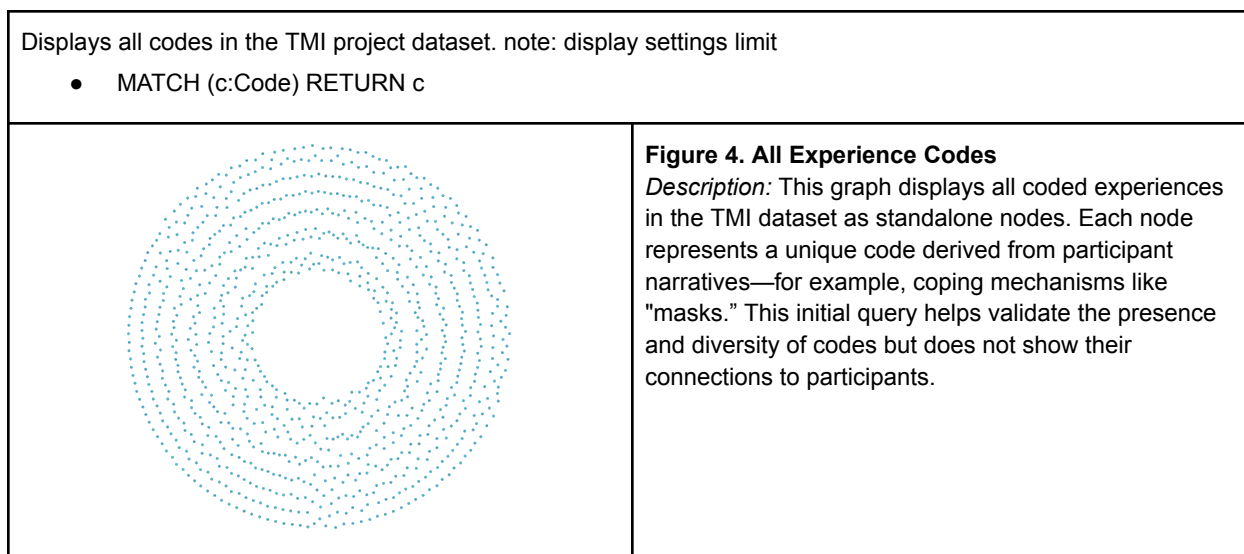 Displays all codes in the TMI project dataset. note: display settings limit
● MATCH (c:Code) RETURN c
Figure 4. All Experience Codes
Description: This graph displays all coded experiences
in the TMI dataset as standalone nodes. Each node
represents a unique code derived from participant
narratives—for example, coping mechanisms like
"masks.” This initial query helps validate the presence
and diversity of codes but does not show their
connections to participants.